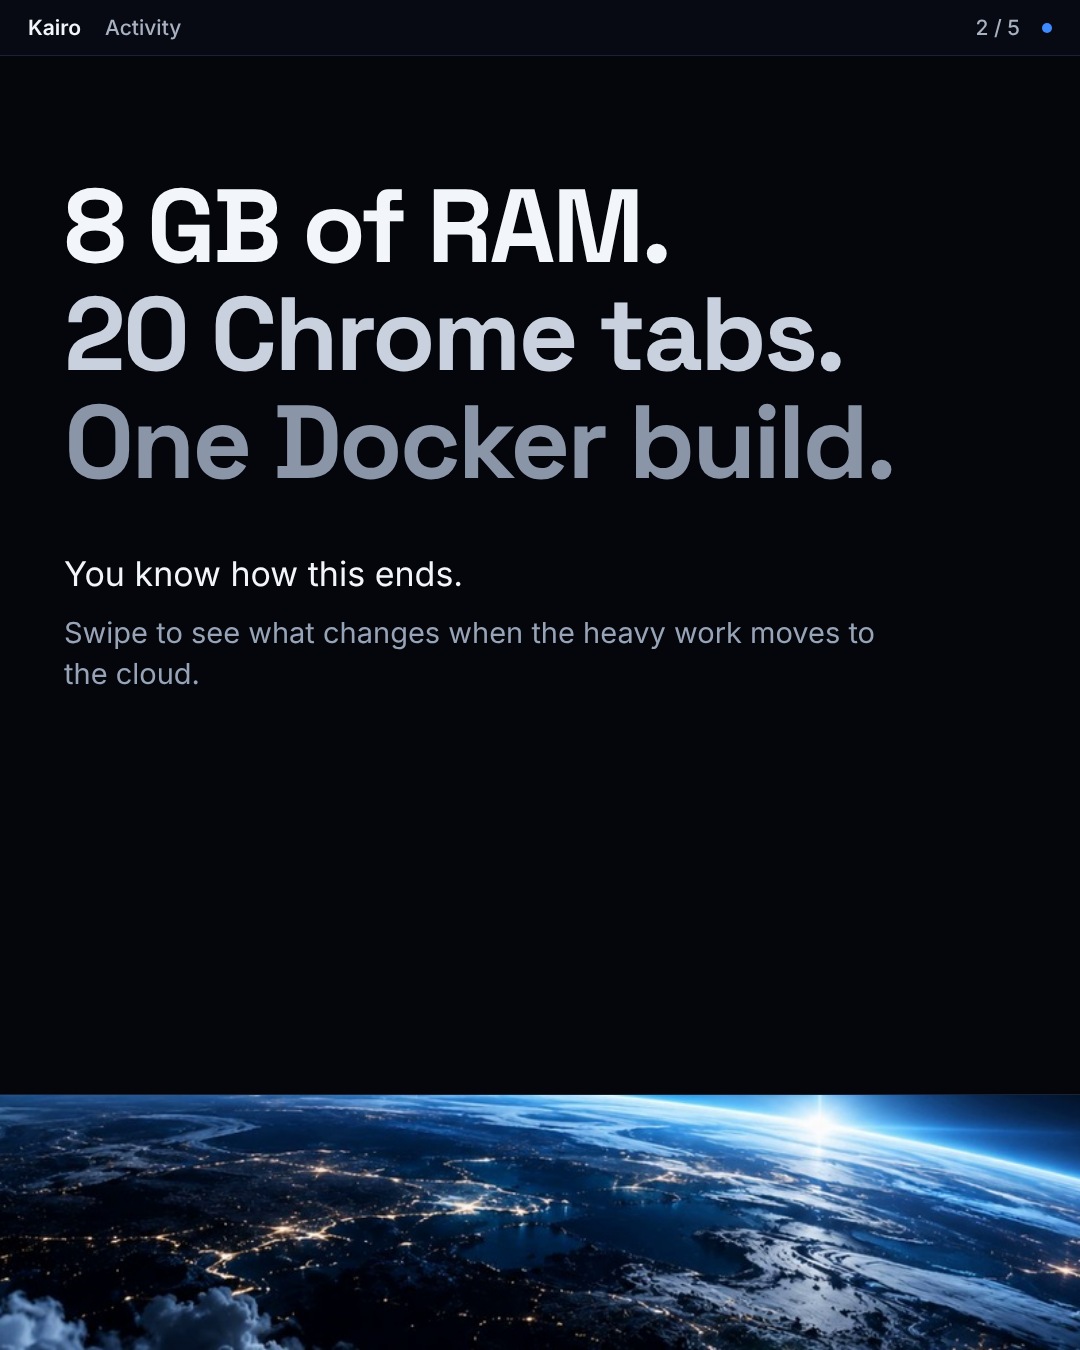 Kairo Activity 2 / 5
8 GB of RAM.
20 Chrome tabs.
One Docker build.
You know how this ends.
Swipe to see what changes when the heavy work moves to
the cloud.